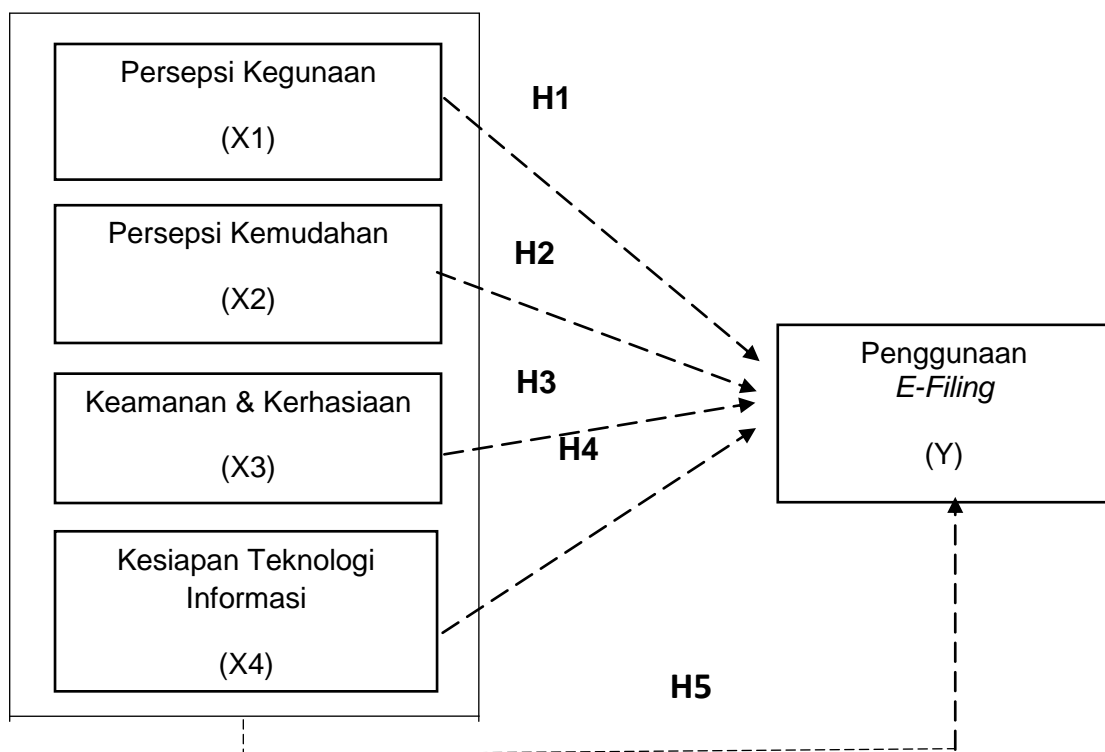 Persepsi Kegunaan
(X1)
H1
Persepsi Kemudahan
(X2)
H2
Keamanan & Kerhasiaan
(X3)
H3
H4
Kesiapan Teknologi
Informasi
(X4)
H5
Penggunaan
E-Filing
(Y)